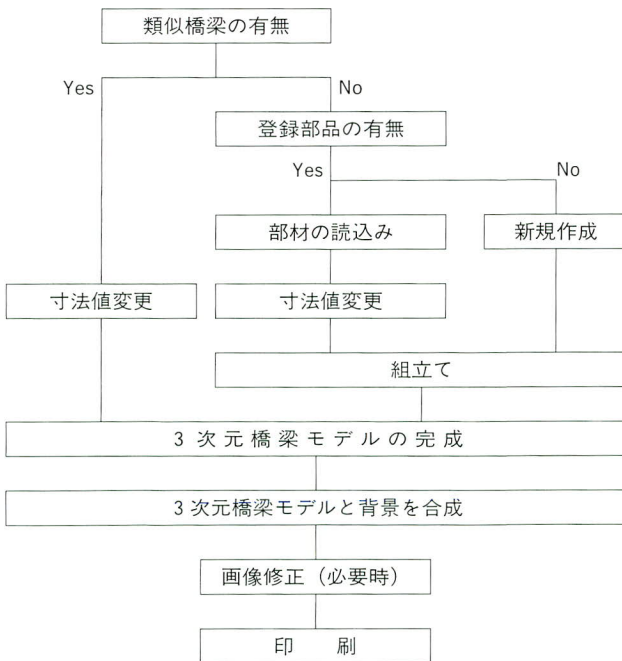 類似橋梁の有無
Yes
No
登録部品の有無
Yes
No
部材の読込み
新規作成
寸法値変更
寸法値変更
組立て
3次元橋梁モデルの完成
3次元橋梁モデルと背景を合成
画像修正（必要時）
印　刷